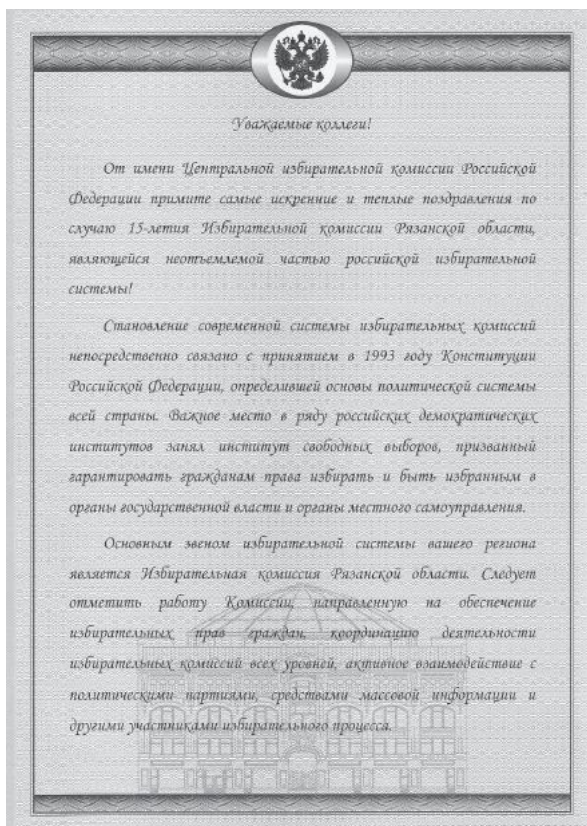 Уважаемые коллеги!
От имени Центральной избирательной комиссии Российской
Федерации примите самые искренние и теплые поздравления по
случаю 15-летия Избирательной комиссии Рязанской области,
являющейся неотъемлемой частью российской избирательной
системы!
Становление современной системы избирательных комиссий
непосредственно связано с принятием в 1993 году Конституции
Российской Федерации, определившей основы политической системы
всей страны. Важное место в ряду российских демократических
институтов занял институт свободных выборов, призванный
гарантировать гражданам права избирать и быть избранным в
органы государственной власти и органы местного самоуправления.
Основным звеном избирательной системы вашего региона
является Избирательная комиссия Рязанской области. Следует
отметить работу Комиссии, направленную на обеспечение
избирательных прав граждан, координацию деятельности
избирательных комиссий всех уровней, активное взаимодействие с
политическими партиями, средствами массовой информации и
другими участниками избирательного процесса.